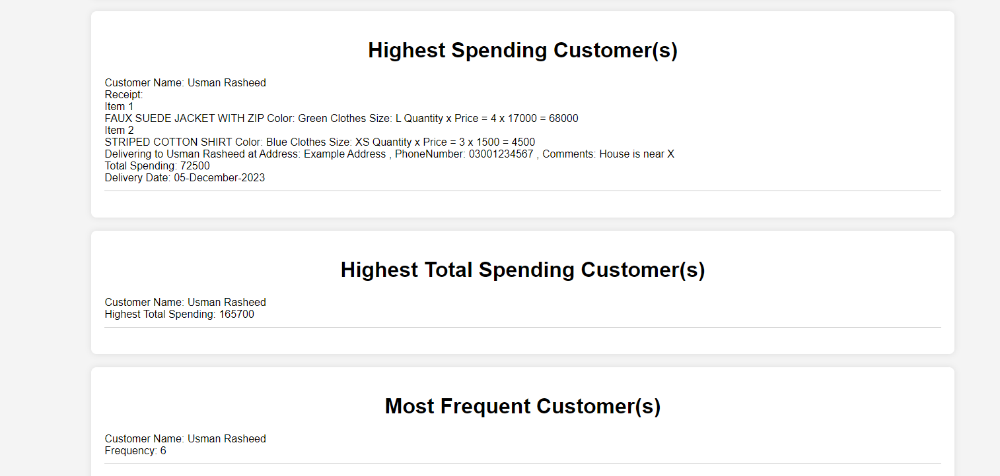 Highest Spending Customer(s)
Customer Name: Usman Rasheed
Receipt:
Item 1
FAUX SUEDE JACKET WITH ZIP Color: Green Clothes Size: L Quantity x Price = 4 x 17000 = 68000
Item 2
STRIPED COTTON SHIRT Color: Blue Clothes Size: XS Quantity x Price = 3 x 1500 = 4500
Delivering to Usman Rasheed at Address: Example Address , PhoneNumber: 03001234567 , Comments: House is near X
Total Spending: 72500
Delivery Date: 05-December-2023
Highest Total Spending Customer(s)
Customer Name: Usman Rasheed
Highest Total Spending: 165700
Most Frequent Customer(s)
Customer Name: Usman Rasheed
Frequency: 6